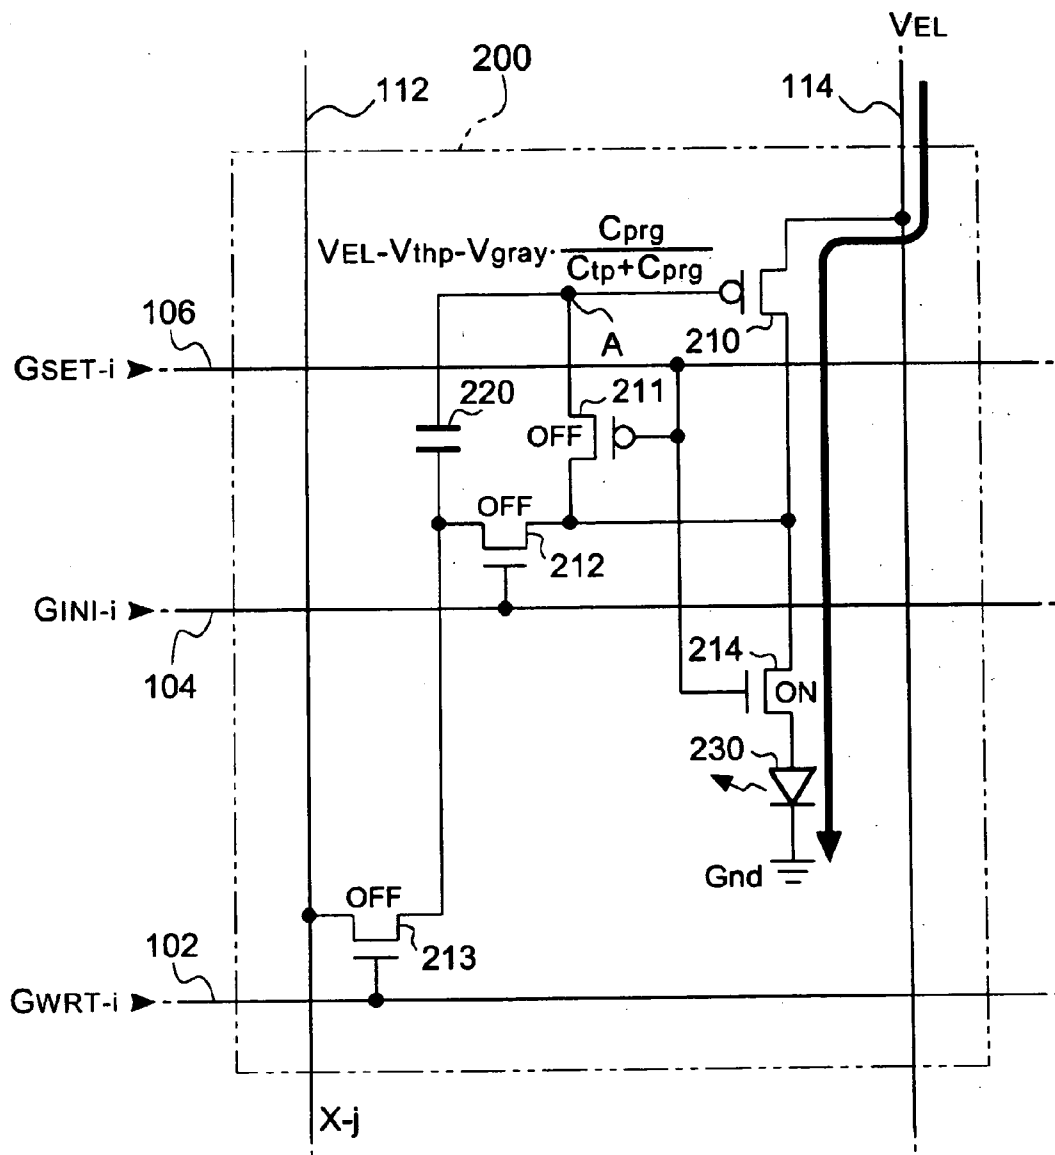 VEL
200
112
114
VEL-Vthp-Vgray· Cprg
Ctp+Cprg
106
A
210
GSET-i
220
211
OFF
OFF
212
GINI-i
214
104
ON
230
Gnd
OFF
102
213
GWRT-i
X-j